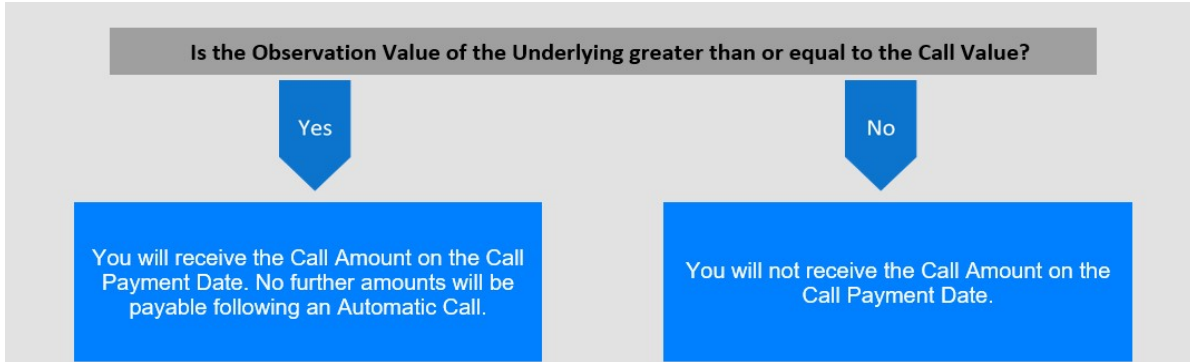 Is the Observation Value of the Underlying greater than or equal to the Call Value?
Yes
No
You will receive the Call Amount on the Call
Payment Date. No further amounts will be
payable following an Automatic Call.
You will not receive the Call Amount on the
Call Payment Date.